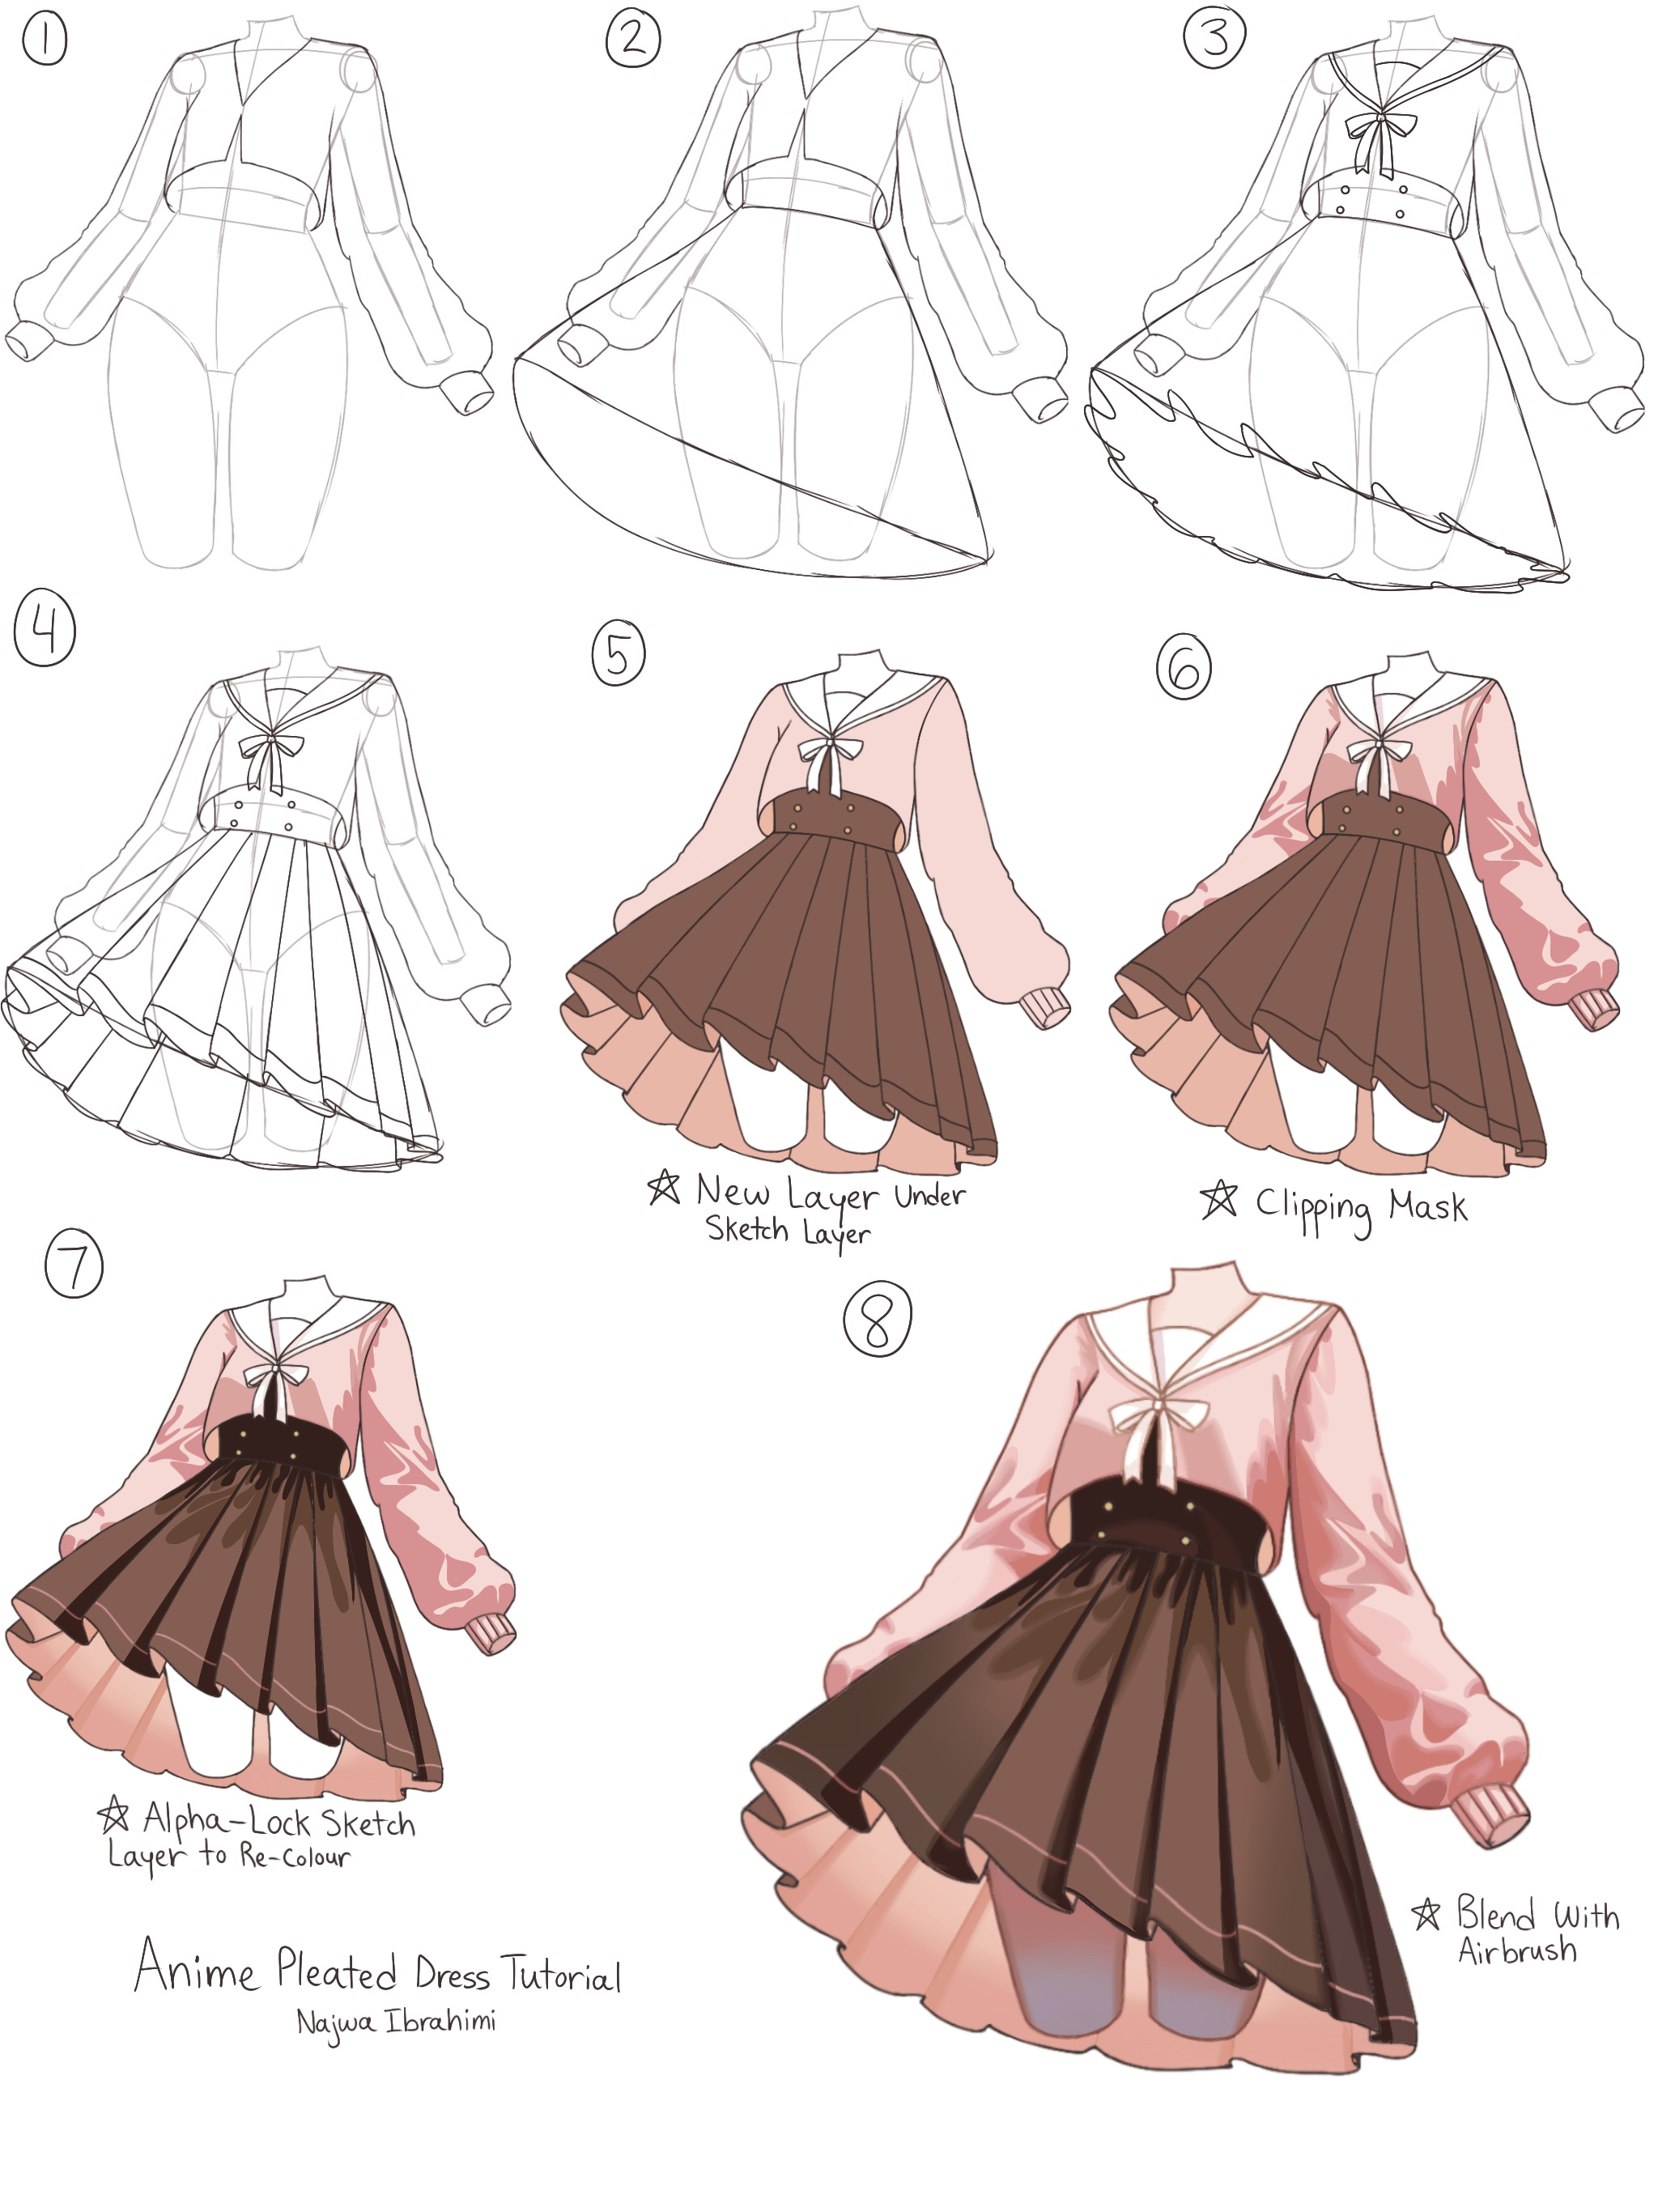 1
2
3
4
5
6
☆ New Layer Under
Sketch Layer
☆ Clipping Mask
7
8
☆ Alpha-Lock Sketch
Layer to Re-Colour
☆ Blend With
Airbrush
Anime Pleated Dress Tutorial
Najwa Ibrahimi